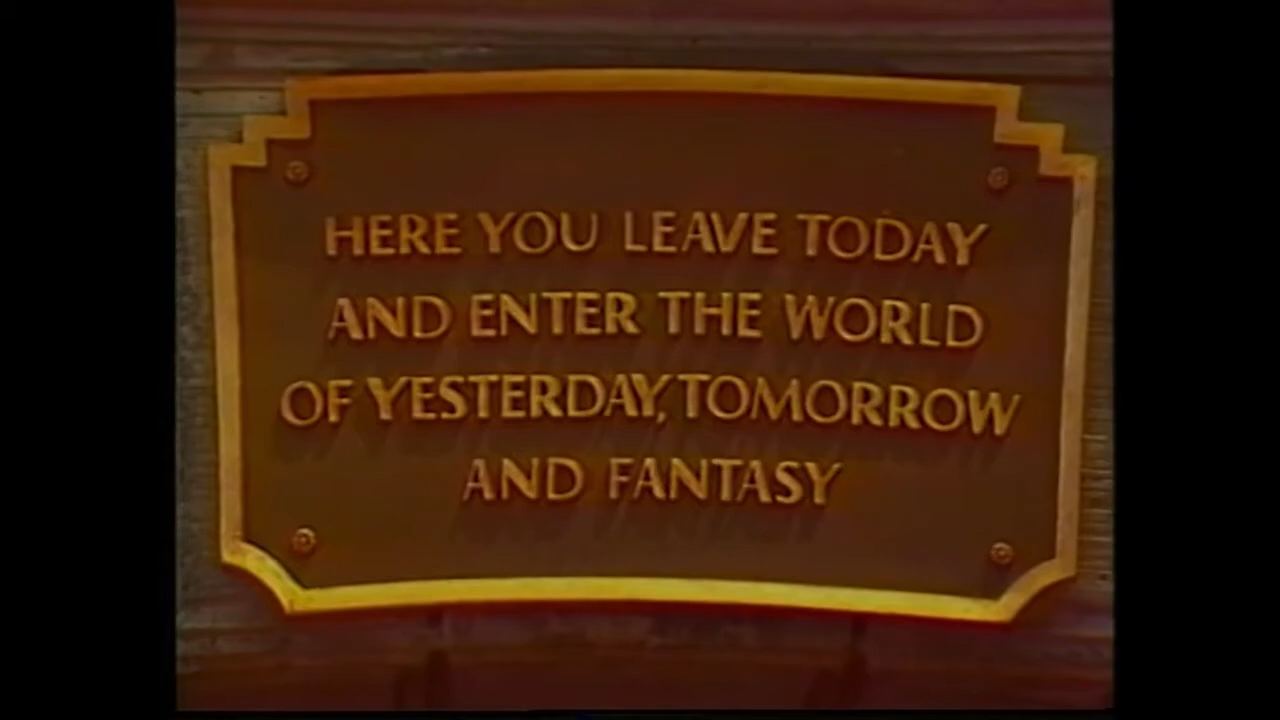 HERE YOU LEAVE TODAY
AND ENTER THE WORLD
OF YESTERDAY, TOMORROW
AND FANTASY